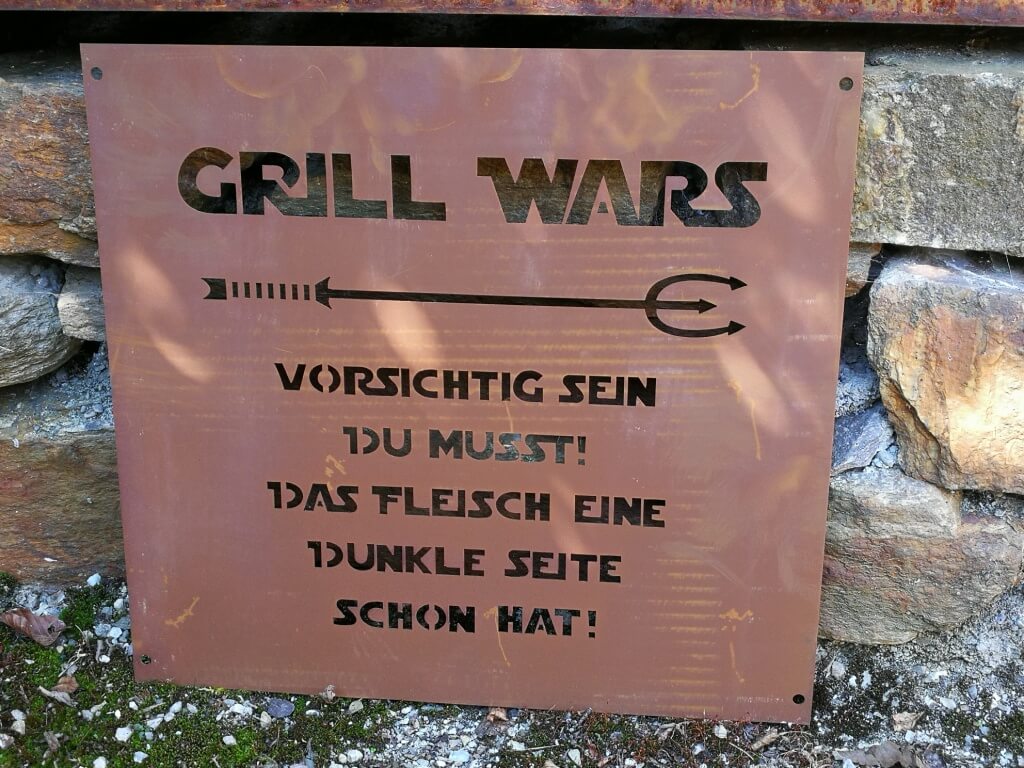 GRILL WARS
VORSICHTIG SEIN
DU MUSST!
DAS FLEISCH EINE
DUNKLE SEITE
SCHON HAT!